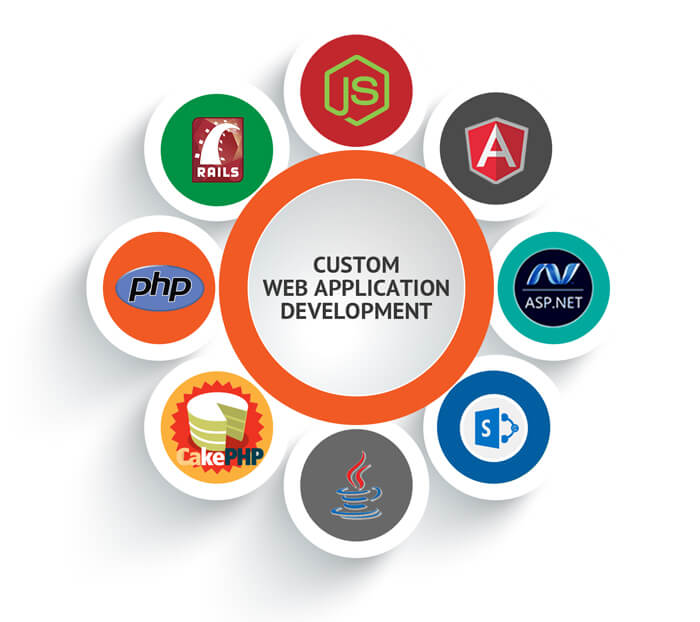 JS
RAILS
A
php
CUSTOM
WEB APPLICATION
DEVELOPMENT
ASP.NET
CakePHP
S